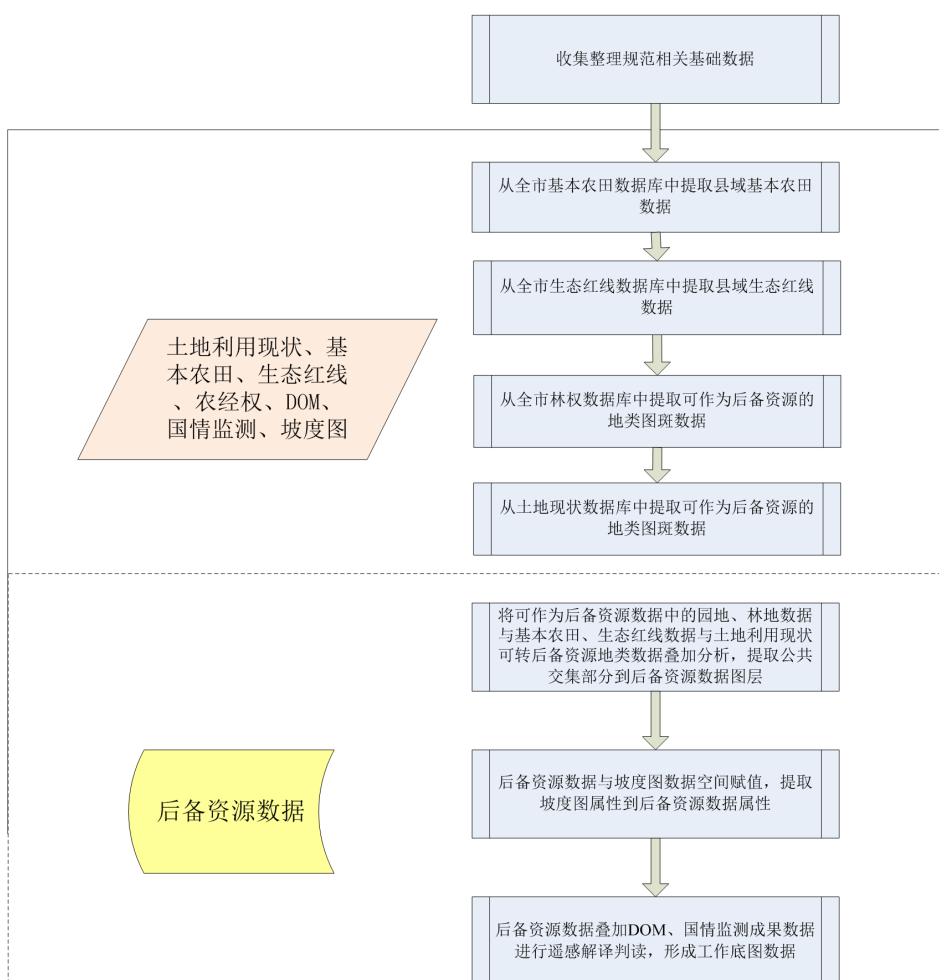 收集整理规范相关基础数据
从全市基本农田数据库中提取县域基本农田
数据
从全市生态红线数据库中提取县域生态红线
数据
土地利用现状、基
本农田、生态红线
、农经权、DOM、
国情监测、坡度图
从全市林权数据库中提取可作为后备资源的
地类图斑数据
从土地现状数据库中提取可作为后备资源的
地类图斑数据
将可作为后备资源数据中的园地、林地数据
与基本农田、生态红线数据与土地利用现状
可转后备资源地类数据叠加分析，提取公共
交集部分到后备资源数据图层
后备资源数据
后备资源数据与坡度图数据空间赋值，提取
坡度图属性到后备资源数据属性
后备资源数据叠加DOM、国情监测成果数据
进行遥感解译判读，形成工作底图数据